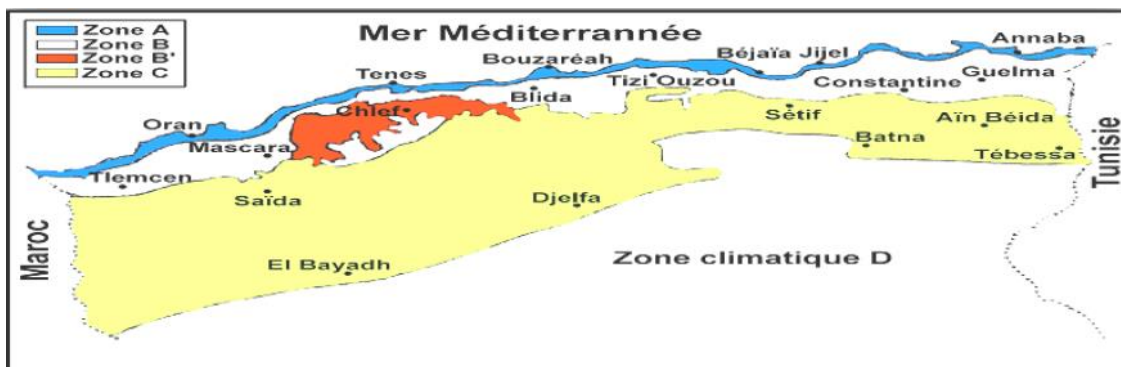 Zone A
Zone B
Zone B'
Zone C
Mer Méditerrannée
Annaba
Bouzaréah
Béjaïa Jijel
Tenes
Tizi Ouzou
Constantine
Guelma
Blida
Chief
Oran
Sétif
Aïn Béida
Mascara
Batna
Tébessa
Tlemcen
Saïda
Djelfa
El Bayadh
Zone climatique D
Maroc
Tunisie